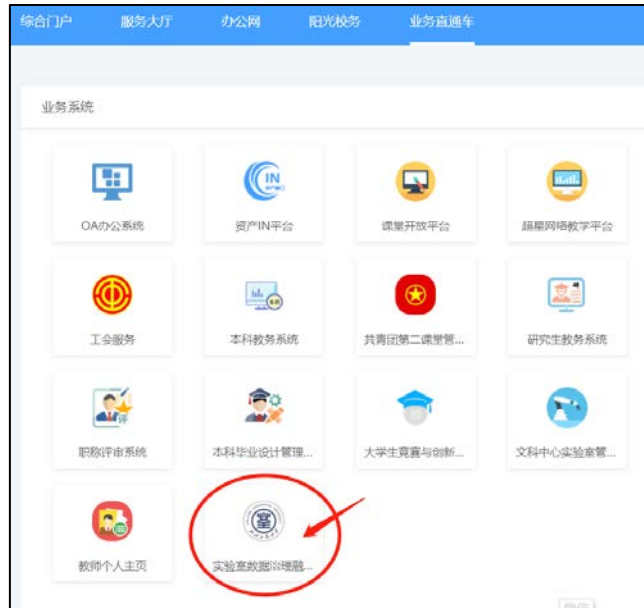 综合门户 服务大厅 办公网 阳光校务 业务直通车
业务系统
OA办公系统 资产IN平台 课堂开放平台 超星网络教学平台
工会服务 本科教务系统 共青团第二课堂管... 研究生教务系统
职称评审系统 本科毕业设计管理... 大学生竞赛与创新... 文科中心实验室管...
教师个人主页 实验室数据治理融...